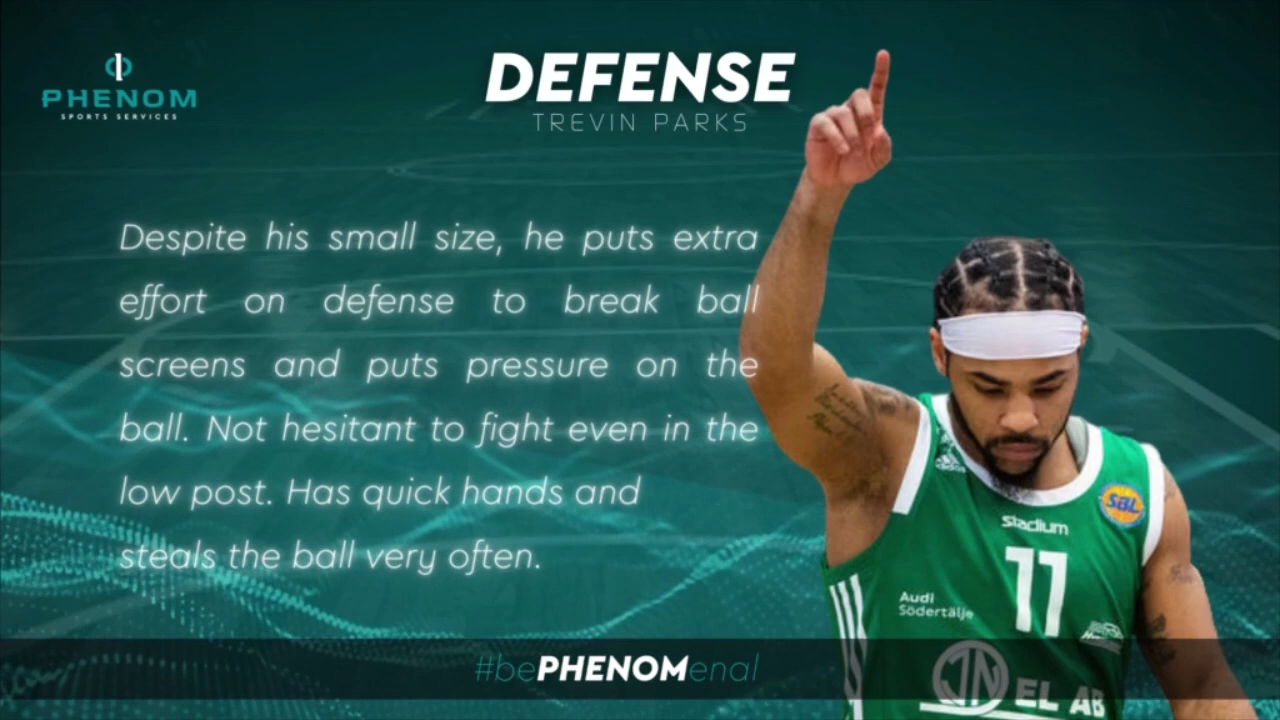 PHENOM
SPORTS SERVICES
DEFENSE
TREVIN PARKS
Despite his small size, he puts extra
effort on defense to break ball
screens and puts pressure on the
ball. Not hesitant to fight even in the
low post. Has quick hands and
steals the ball very often.
adidas
SBL
stadium
11
Audi
Södertälje
JN EL AB
#bePHENOMenal